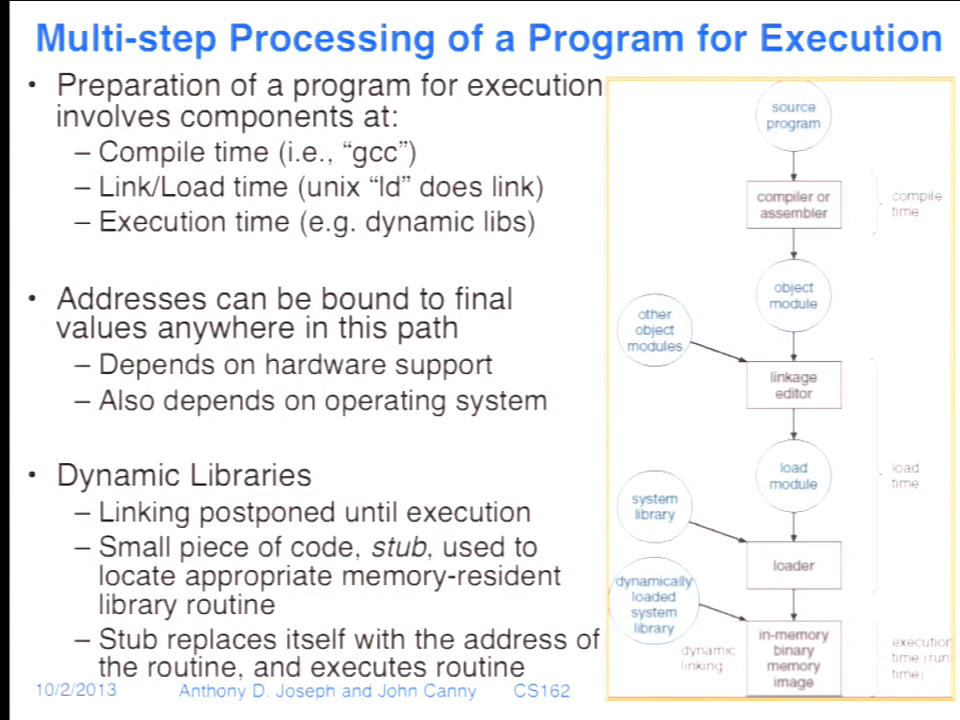 Multi-step Processing of a Program for Execution
• Preparation of a program for execution
involves components at:
– Compile time (i.e., “gcc”)
– Link/Load time (unix “ld” does link)
– Execution time (e.g. dynamic libs)
• Addresses can be bound to final
values anywhere in this path
– Depends on hardware support
– Also depends on operating system
• Dynamic Libraries
– Linking postponed until execution
– Small piece of code, stub, used to
locate appropriate memory-resident
library routine
– Stub replaces itself with the address of
the routine, and executes routine
source
program
compiler or
assembler
compile
time
object
module
other
object
modules
linkage
editor
load
module
load
time
system
library
loader
dynamically
loaded
system
library
dynamic
linking
in-memory
binary
memory
image
execution
time (run
time)
10/2/2013
Anthony D. Joseph and John Canny
CS162